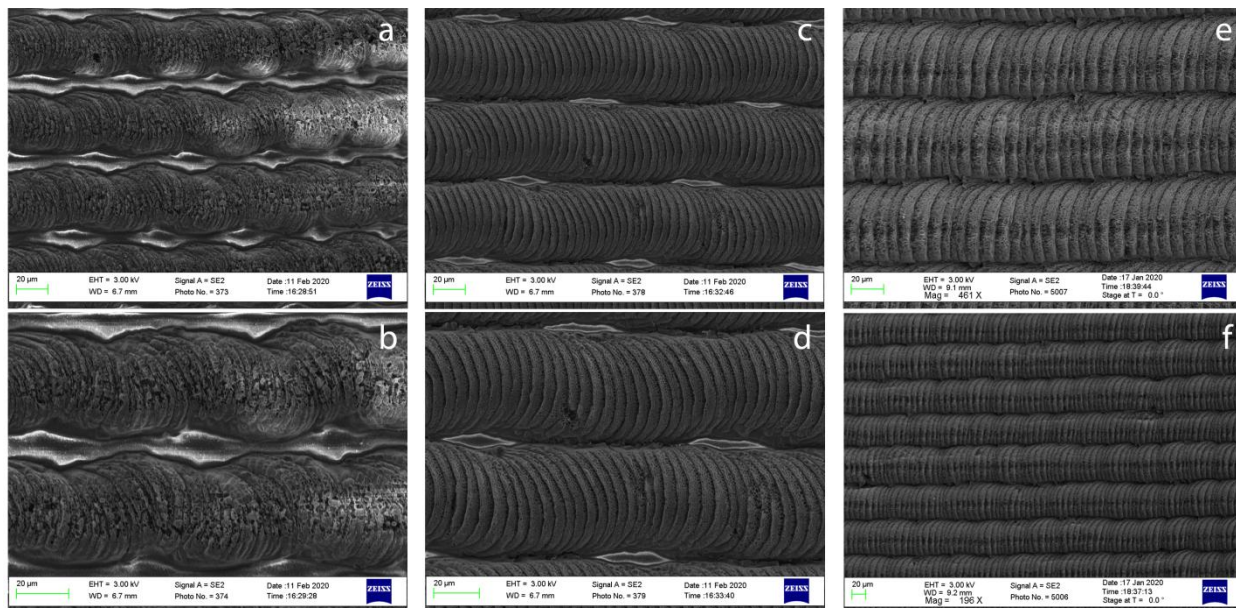 a
20 µm
EHT = 3.00 kV
WD = 6.7 mm
Signal A = SE2
Photo No. = 373
Date :11 Feb 2020
Time :16:28:51
ZEISS
c
20 µm
EHT = 3.00 kV
WD = 6.7 mm
Signal A = SE2
Photo No. = 378
Date :11 Feb 2020
Time :16:32:46
ZEISS
e
20 µm
EHT = 3.00 kV
WD = 9.1 mm
Mag = 461 X
Signal A = SE2
Photo No. = 5007
Date :17 Jan 2020
Time :18:39:44
Stage at T = 0.0 °
ZEISS
b
20 µm
EHT = 3.00 kV
WD = 6.7 mm
Signal A = SE2
Photo No. = 374
Date :11 Feb 2020
Time :16:29:28
ZEISS
d
20 µm
EHT = 3.00 kV
WD = 6.7 mm
Signal A = SE2
Photo No. = 379
Date :11 Feb 2020
Time :16:33:40
ZEISS
f
20 µm
EHT = 3.00 kV
WD = 9.2 mm
Mag = 196 X
Signal A = SE2
Photo No. = 5006
Date :17 Jan 2020
Time :18:37:13
Stage at T = 0.0 °
ZEISS